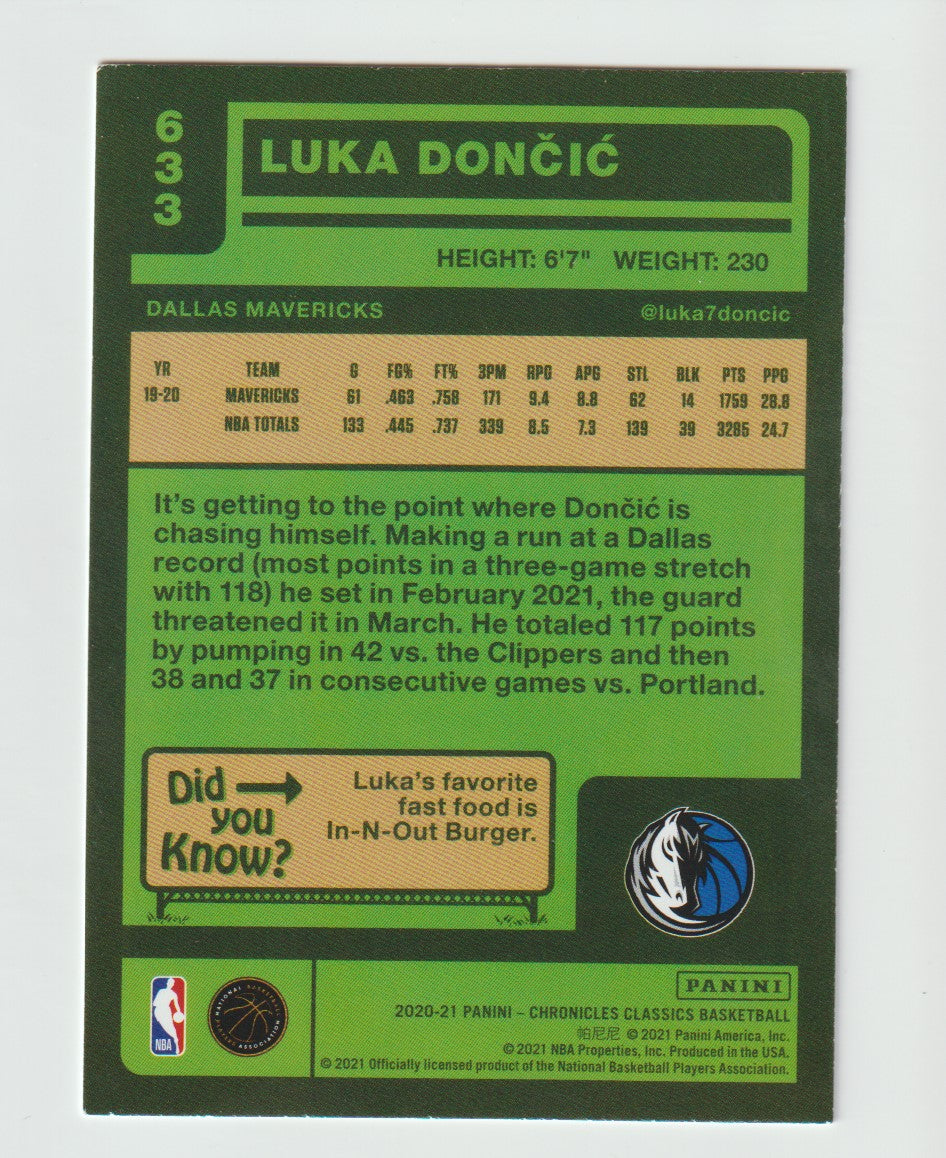 633
LUKA DONČIĆ
HEIGHT: 6'7" WEIGHT: 230
DALLAS MAVERICKS @luka7doncic
YR TEAM G FG% FT% 3PM RPG APG STL BLK PTS PPG
19-20 MAVERICKS 61 .463 .758 171 9.4 8.8 62 14 1759 28.8
NBA TOTALS 133 .445 .737 339 8.5 7.3 139 39 3285 24.7
It's getting to the point where Dončić is
chasing himself. Making a run at a Dallas
record (most points in a three-game stretch
with 118) he set in February 2021, the guard
threatened it in March. He totaled 117 points
by pumping in 42 vs. the Clippers and then
38 and 37 in consecutive games vs. Portland.
Did
you
Know?
Luka's favorite
fast food is
In-N-Out Burger.
NBA
NATIONAL BASKETBALL
PLAYERS ASSOCIATION
PANINI
2020-21 PANINI – CHRONICLES CLASSICS BASKETBALL
帕尼尼 © 2021 Panini America, Inc.
© 2021 NBA Properties, Inc. Produced in the USA.
© 2021 Officially licensed product of the National Basketball Players Association.